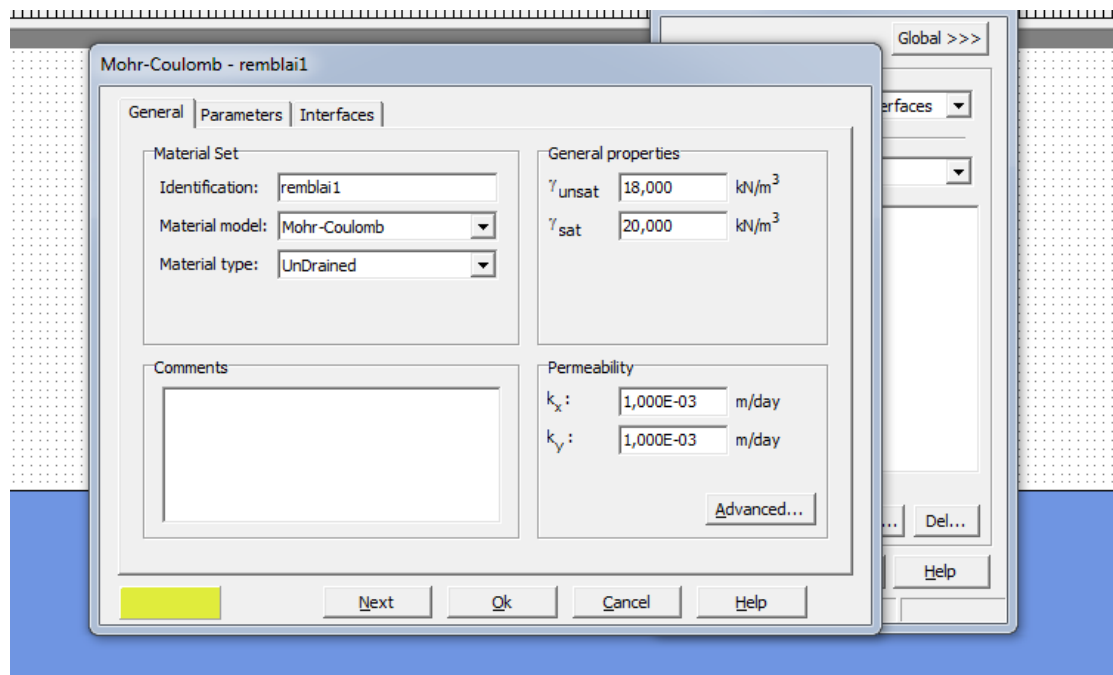 Global >>>
Mohr-Coulomb - remblai1
General Parameters Interfaces
erfaces
Material Set
Identification: remblai1
Material model: Mohr-Coulomb
Material type: UnDrained
General properties
γunsat 18,000 kN/m3
γsat 20,000 kN/m3
Comments
Permeability
kx: 1,000E-03 m/day
ky: 1,000E-03 m/day
Advanced...
... Del...
Help
Next Ok Cancel Help